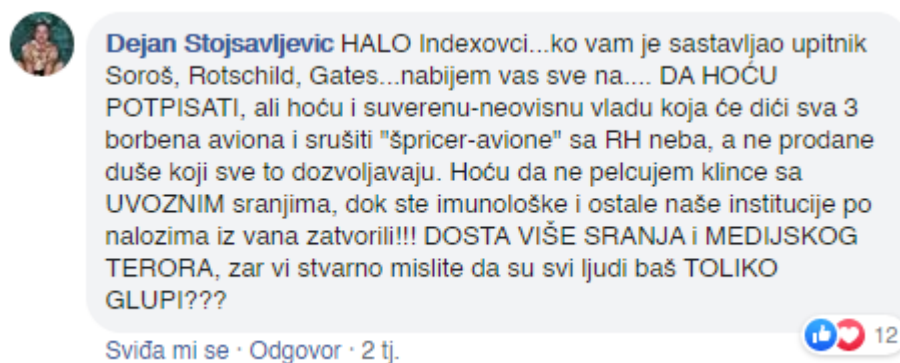 Dejan Stojsavljevic HALO Indexovci...ko vam je sastavljao upitnik
Soroš, Rotschild, Gates...nabijem vas sve na.... DA HOĆU
POTPISATI, ali hoću i suverenu-neovisnu vladu koja će dići sva 3
borbena aviona i srušiti "špricer-avione" sa RH neba, a ne prodane
duše koji sve to dozvoljavaju. Hoću da ne pelcujem klince sa
UVOZNIM sranjima, dok ste imunološke i ostale naše institucije po
nalozima iz vana zatvorili!!! DOSTA VIŠE SRANJA i MEDIJSKOG
TERORA, zar vi stvarno mislite da su svi ljudi baš TOLIKO
GLUPI???
12
Sviđa mi se · Odgovor · 2 tj.